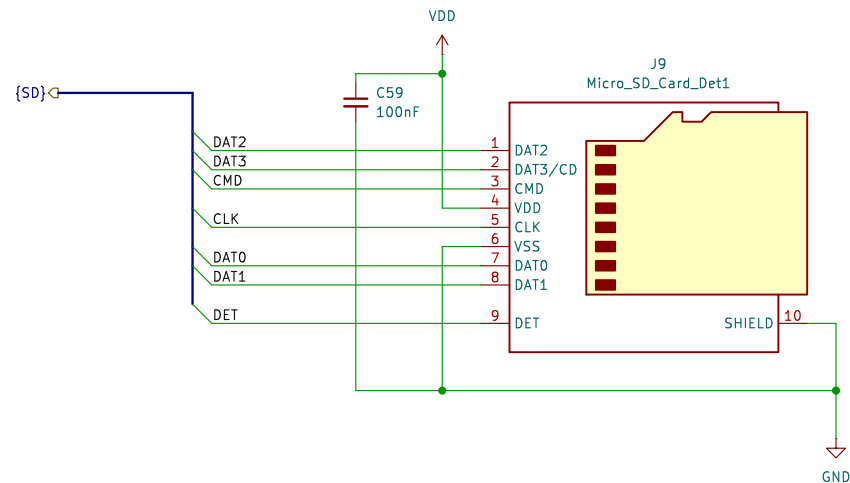 VDD
J9
Micro_SD_Card_Det1
{SD}
C59
100nF
DAT2 1 DAT2
DAT3 2 DAT3/CD
CMD 3 CMD
4 VDD
CLK 5 CLK
6 VSS
DAT0 7 DAT0
DAT1 8 DAT1
DET 9 DET SHIELD 10
GND